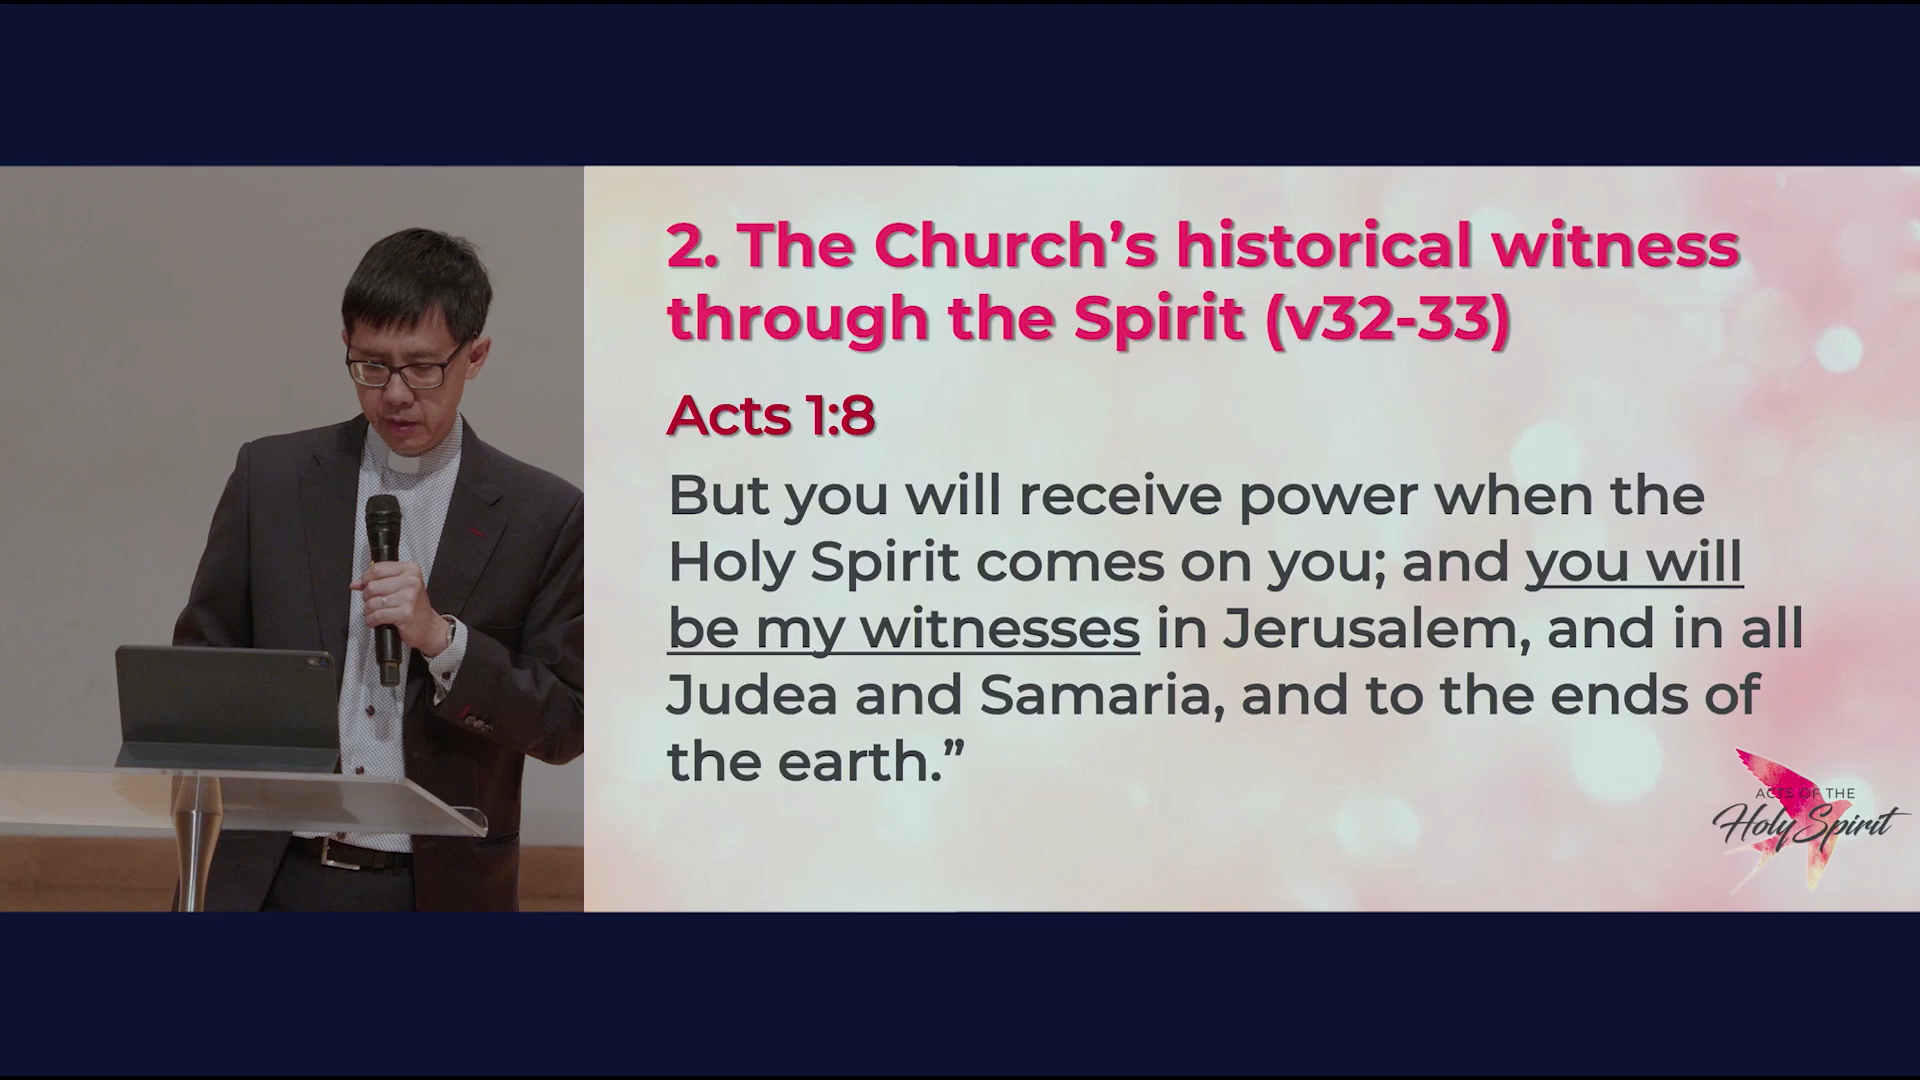 2. The Church’s historical witness
through the Spirit (v32-33)
Acts 1:8
But you will receive power when the
Holy Spirit comes on you; and you will
be my witnesses in Jerusalem, and in all
Judea and Samaria, and to the ends of
the earth.”
ACTS OF THE
Holy Spirit